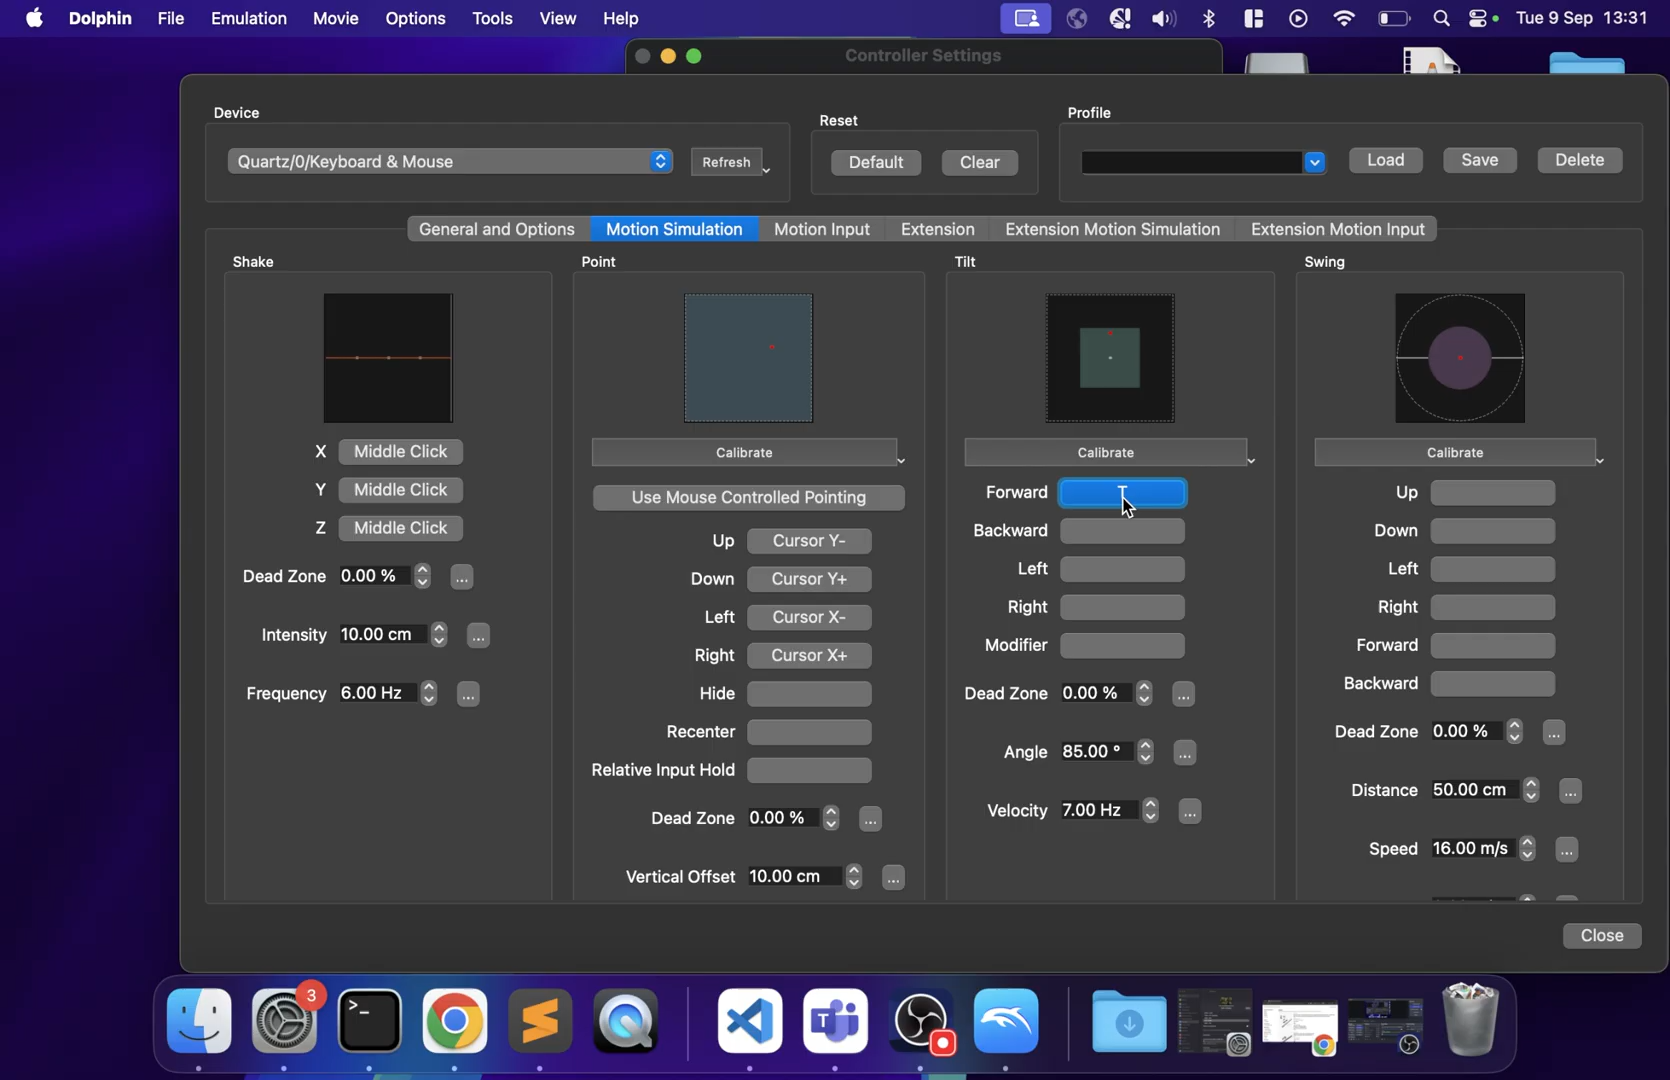 Dolphin File Emulation Movie Options Tools View Help Tue 9 Sep 13:31
Controller Settings
Device
Quartz/0/Keyboard & Mouse Refresh
Reset
Default Clear
Profile
Load Save Delete
General and Options Motion Simulation Motion Input Extension Extension Motion Simulation Extension Motion Input
Shake
X Middle Click
Y Middle Click
Z Middle Click
Dead Zone 0.00 % ...
Intensity 10.00 cm ...
Frequency 6.00 Hz ...
Point
Calibrate
Use Mouse Controlled Pointing
Up Cursor Y-
Down Cursor Y+
Left Cursor X-
Right Cursor X+
Hide
Recenter
Relative Input Hold
Dead Zone 0.00 % ...
Vertical Offset 10.00 cm ...
Tilt
Calibrate
Forward T
Backward
Left
Right
Modifier
Dead Zone 0.00 % ...
Angle 85.00 ° ...
Velocity 7.00 Hz ...
Swing
Calibrate
Up
Down
Left
Right
Forward
Backward
Dead Zone 0.00 % ...
Distance 50.00 cm ...
Speed 16.00 m/s ...
Close
3